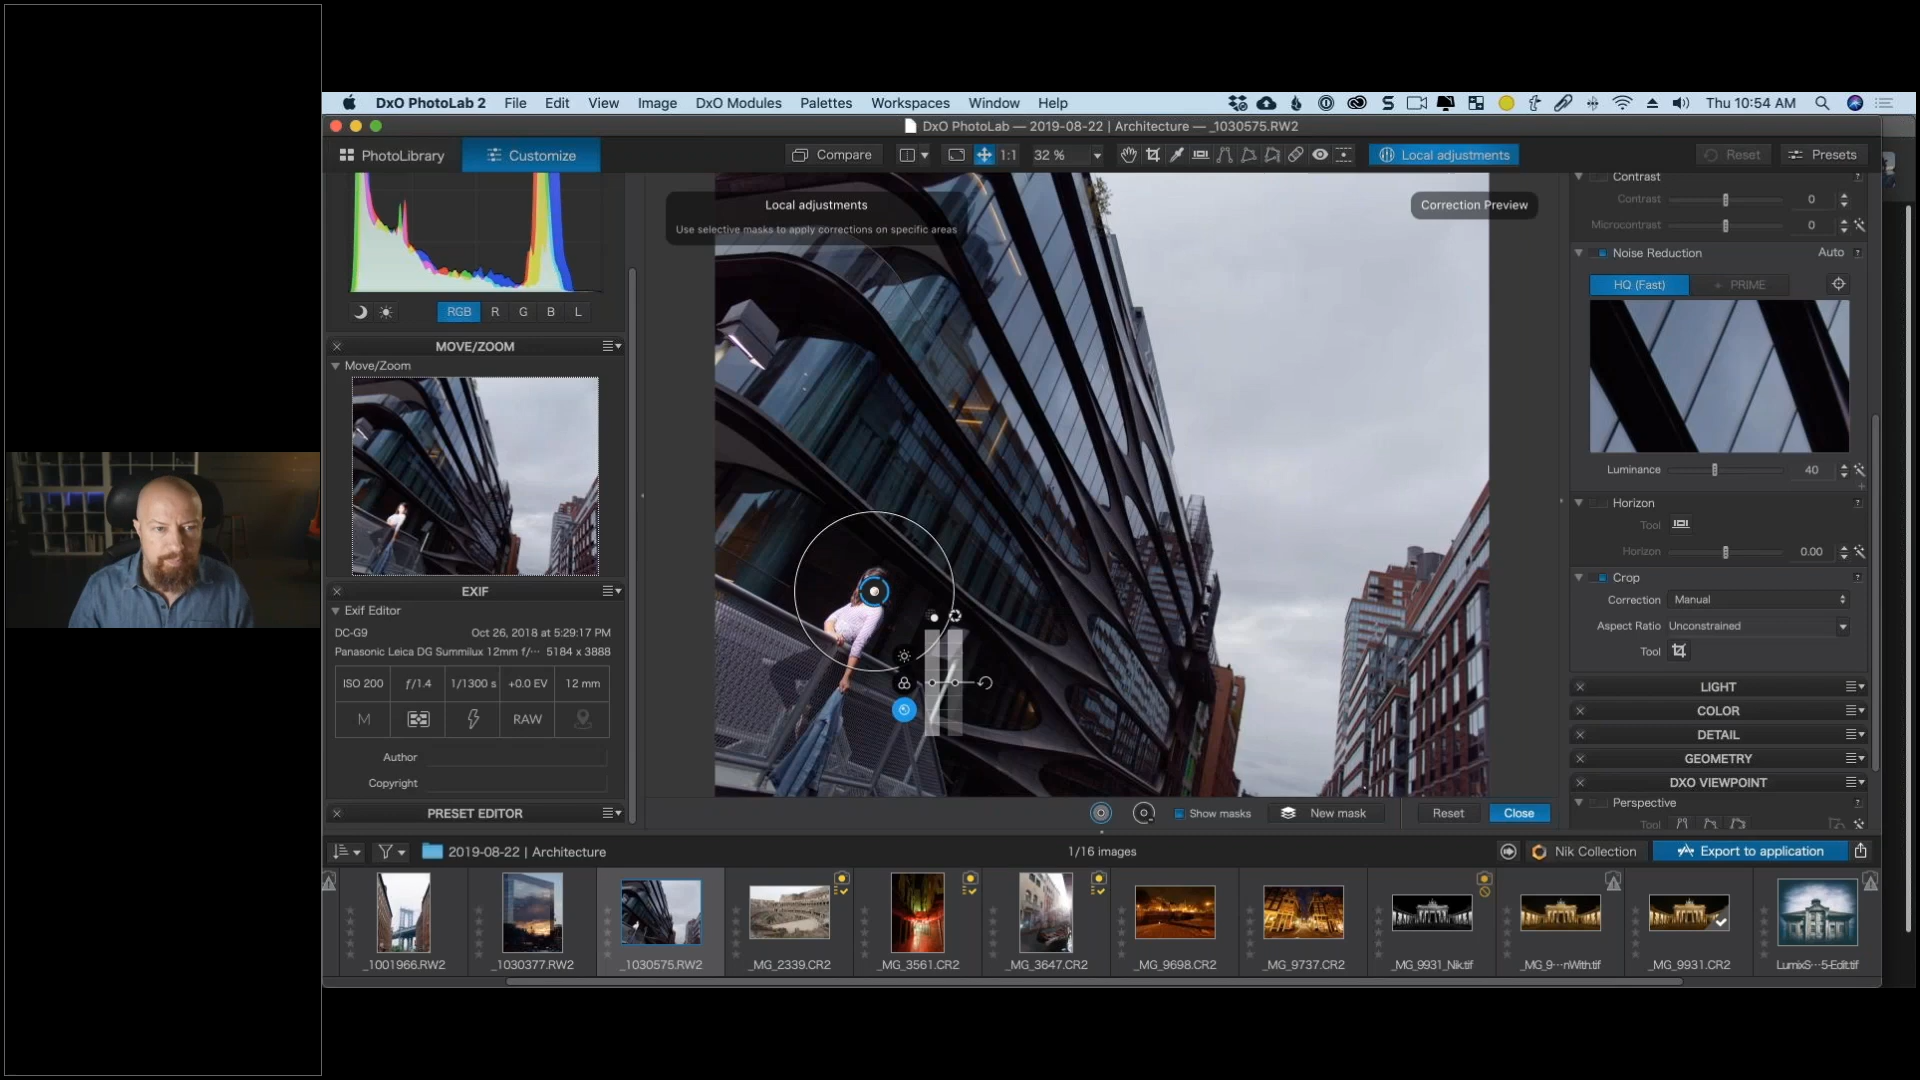 DxO PhotoLab 2 File Edit View Image DxO Modules Palettes Workspaces Window Help Thu 10:54 AM
DxO PhotoLab — 2019-08-22 | Architecture — _1030575.RW2
PhotoLibrary Customize Compare 1:1 32 % Local adjustments Reset Presets
Local adjustments
Use selective masks to apply corrections on specific areas
Correction Preview
RGB R G B L
MOVE/ZOOM
Move/Zoom
EXIF
Exif Editor
DC-G9 Oct 26, 2018 at 5:29:17 PM
Panasonic Leica DG Summilux 12mm f/··· 5184 x 3888
ISO 200 ƒ/1.4 1/1300 s +0.0 EV 12 mm
M RAW
Author
Copyright
PRESET EDITOR
Contrast
Contrast 0
Microcontrast 0
Noise Reduction Auto
HQ (Fast) PRIME
Luminance 40
Horizon
Tool
Horizon 0.00
Crop
Correction Manual
Aspect Ratio Unconstrained
Tool
LIGHT
COLOR
DETAIL
GEOMETRY
DXO VIEWPOINT
Perspective
Tool
Show masks New mask Reset Close
2019-08-22 | Architecture 1/16 images Nik Collection Export to application
_1001966.RW2 _1030377.RW2 _1030575.RW2 _MG_2339.CR2 _MG_3561.CR2 _MG_3647.CR2 _MG_9698.CR2 _MG_9737.CR2 _MG_9931_Nik.tif _MG_9···nWith.tif _MG_9931.CR2 LumixS···5-Edit.tif